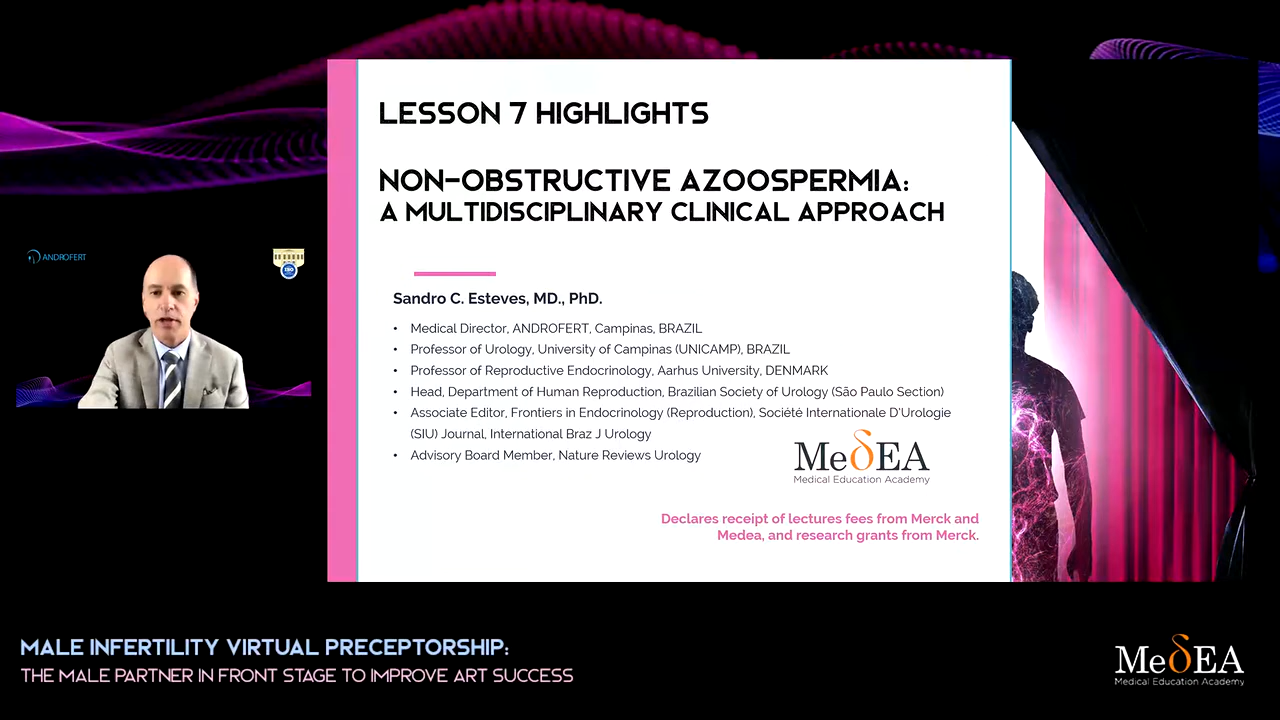 LESSON 7 HIGHLIGHTS
NON-OBSTRUCTIVE AZOOSPERMIA:
A MULTIDISCIPLINARY CLINICAL APPROACH
ANDROFERT
ISO
Sandro C. Esteves, MD., PhD.
• Medical Director, ANDROFERT, Campinas, BRAZIL
• Professor of Urology, University of Campinas (UNICAMP), BRAZIL
• Professor of Reproductive Endocrinology, Aarhus University, DENMARK
• Head, Department of Human Reproduction, Brazilian Society of Urology (São Paulo Section)
• Associate Editor, Frontiers in Endocrinology (Reproduction), Société Internationale D'Urologie
(SIU) Journal, International Braz J Urology
• Advisory Board Member, Nature Reviews Urology
MeδEA
Medical Education Academy
Declares receipt of lectures fees from Merck and
Medea, and research grants from Merck.
MALE INFERTILITY VIRTUAL PRECEPTORSHIP:
THE MALE PARTNER IN FRONT STAGE TO IMPROVE ART SUCCESS
MeδEA
Medical Education Academy